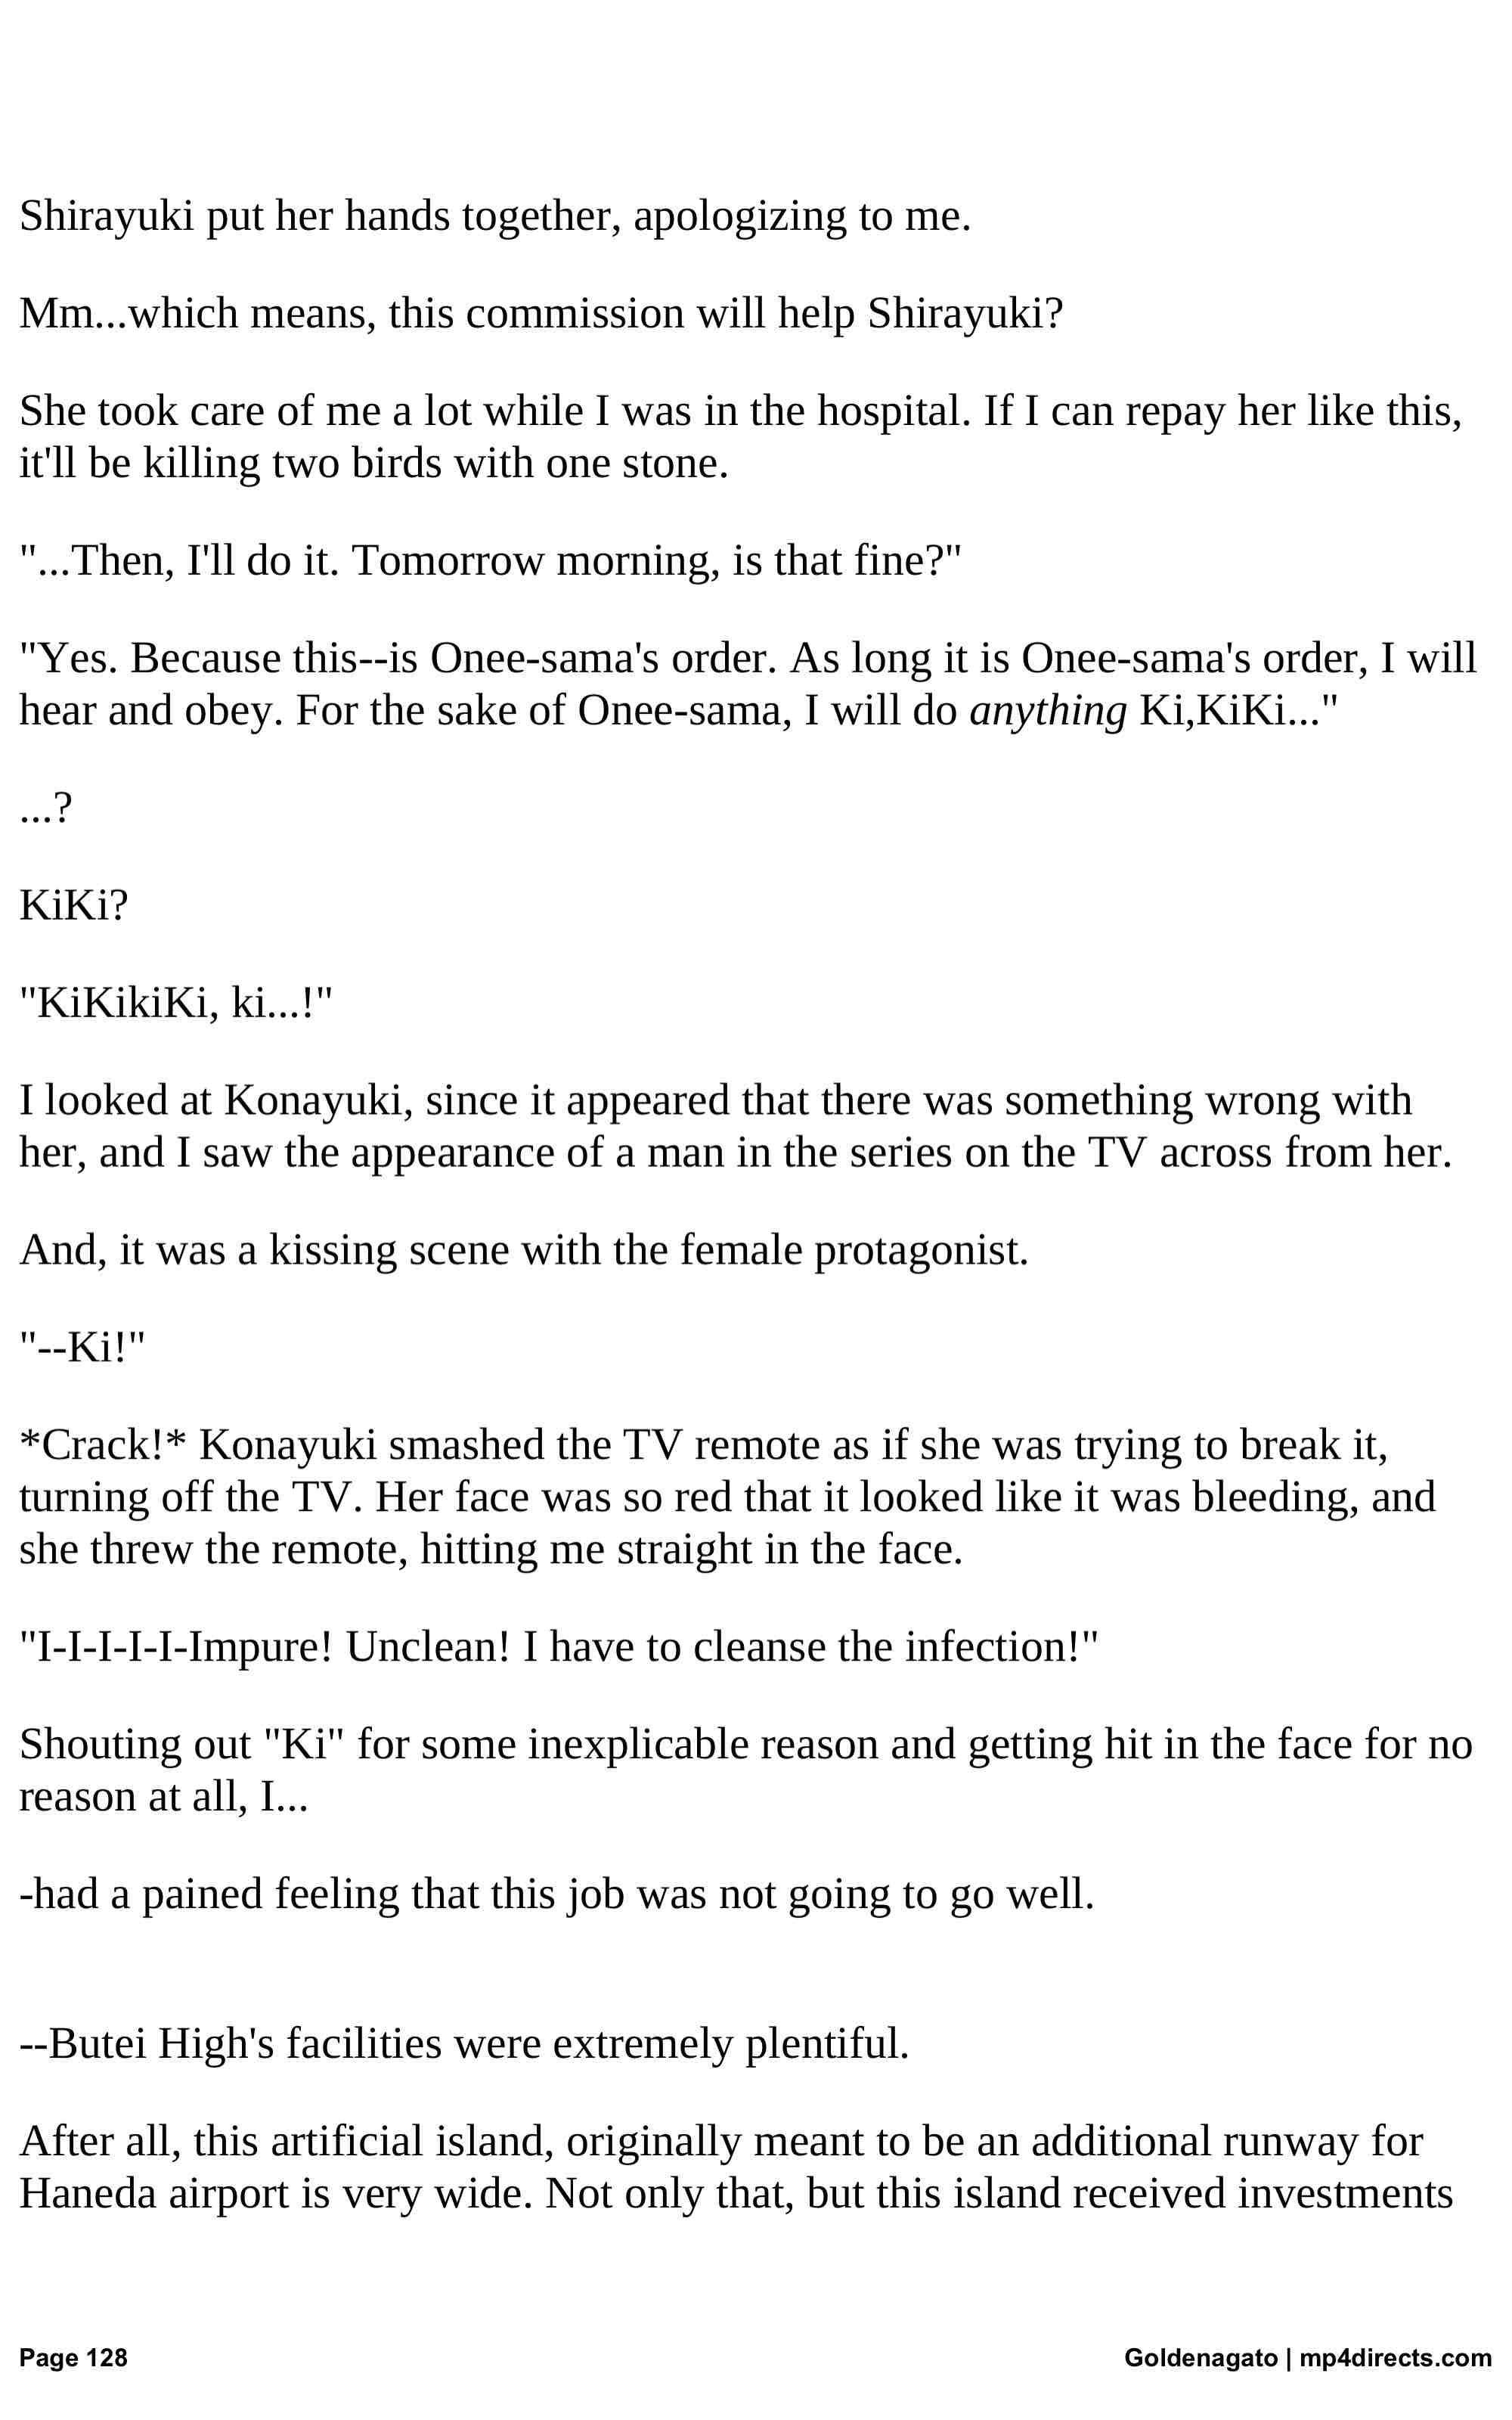 Shirayuki put her hands together, apologizing to me.
Mm...which means, this commission will help Shirayuki?
She took care of me a lot while I was in the hospital. If I can repay her like this,
it'll be killing two birds with one stone.
"...Then, I'll do it. Tomorrow morning, is that fine?"
"Yes. Because this--is Onee-sama's order. As long it is Onee-sama's order, I will
hear and obey. For the sake of Onee-sama, I will do anything Ki,KiKi..."
...?
KiKi?
"KiKikiKi, ki...!"
I looked at Konayuki, since it appeared that there was something wrong with
her, and I saw the appearance of a man in the series on the TV across from her.
And, it was a kissing scene with the female protagonist.
"--Ki!"
*Crack!* Konayuki smashed the TV remote as if she was trying to break it,
turning off the TV. Her face was so red that it looked like it was bleeding, and
she threw the remote, hitting me straight in the face.
"I-I-I-I-I-Impure! Unclean! I have to cleanse the infection!"
Shouting out "Ki" for some inexplicable reason and getting hit in the face for no
reason at all, I...
-had a pained feeling that this job was not going to go well.
--Butei High's facilities were extremely plentiful.
After all, this artificial island, originally meant to be an additional runway for
Haneda airport is very wide. Not only that, but this island received investments
Page 128
Goldenagato | mp4directs.com